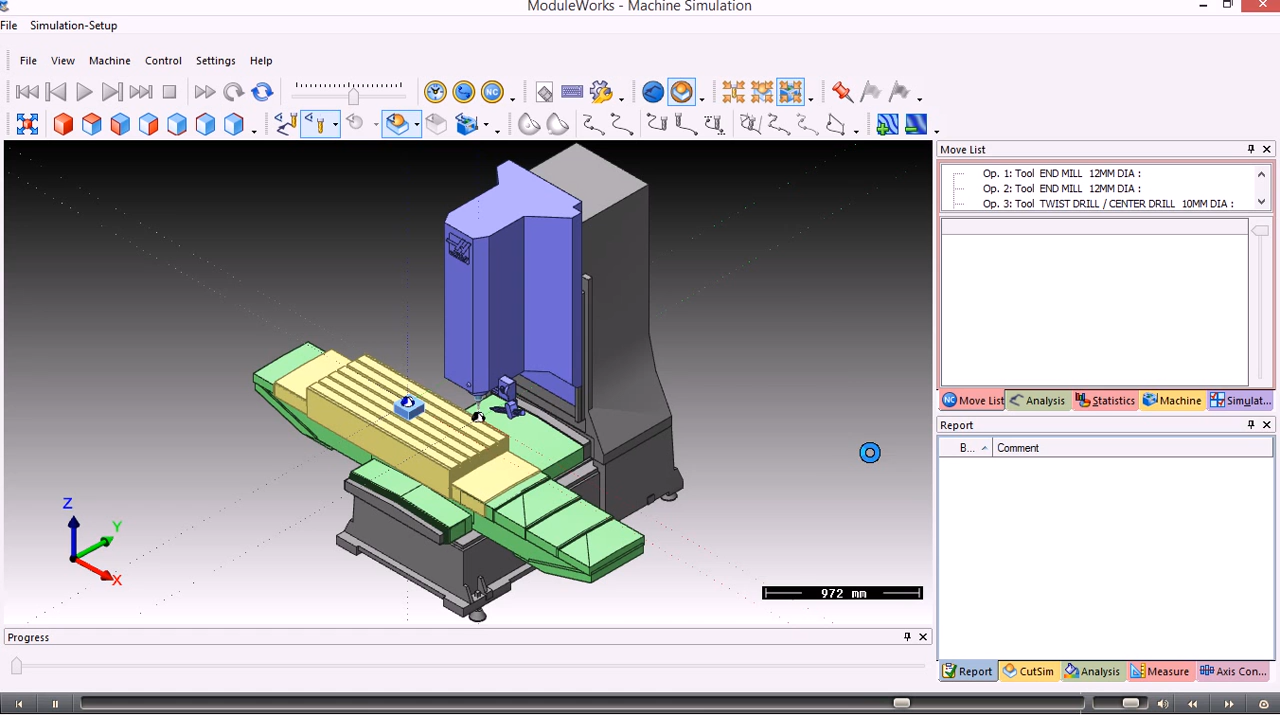 ModuleWorks - Machine Simulation
File Simulation-Setup
File View Machine Control Settings Help
NC
Move List
Op. 1: Tool END MILL 12MM DIA :
Op. 2: Tool END MILL 12MM DIA :
Op. 3: Tool TWIST DRILL / CENTER DRILL 10MM DIA :
NC Move List Analysis Statistics Machine Simulat...
Report
B... Comment
Z
Y
X
972 mm
Progress
Report CutSim Analysis Measure Axis Con...